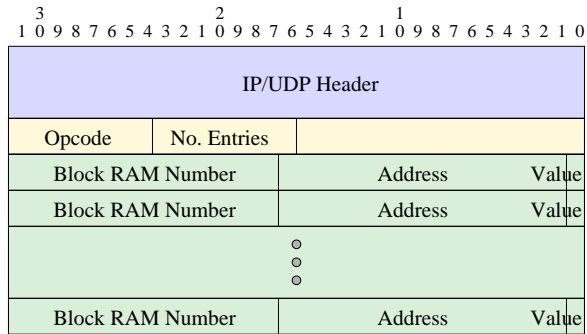 3 2 1
1 0 9 8 7 6 5 4 3 2 1 0 9 8 7 6 5 4 3 2 1 0 9 8 7 6 5 4 3 2 1 0
IP/UDP Header
Opcode No. Entries
Block RAM Number Address Value
Block RAM Number Address Value
Block RAM Number Address Value